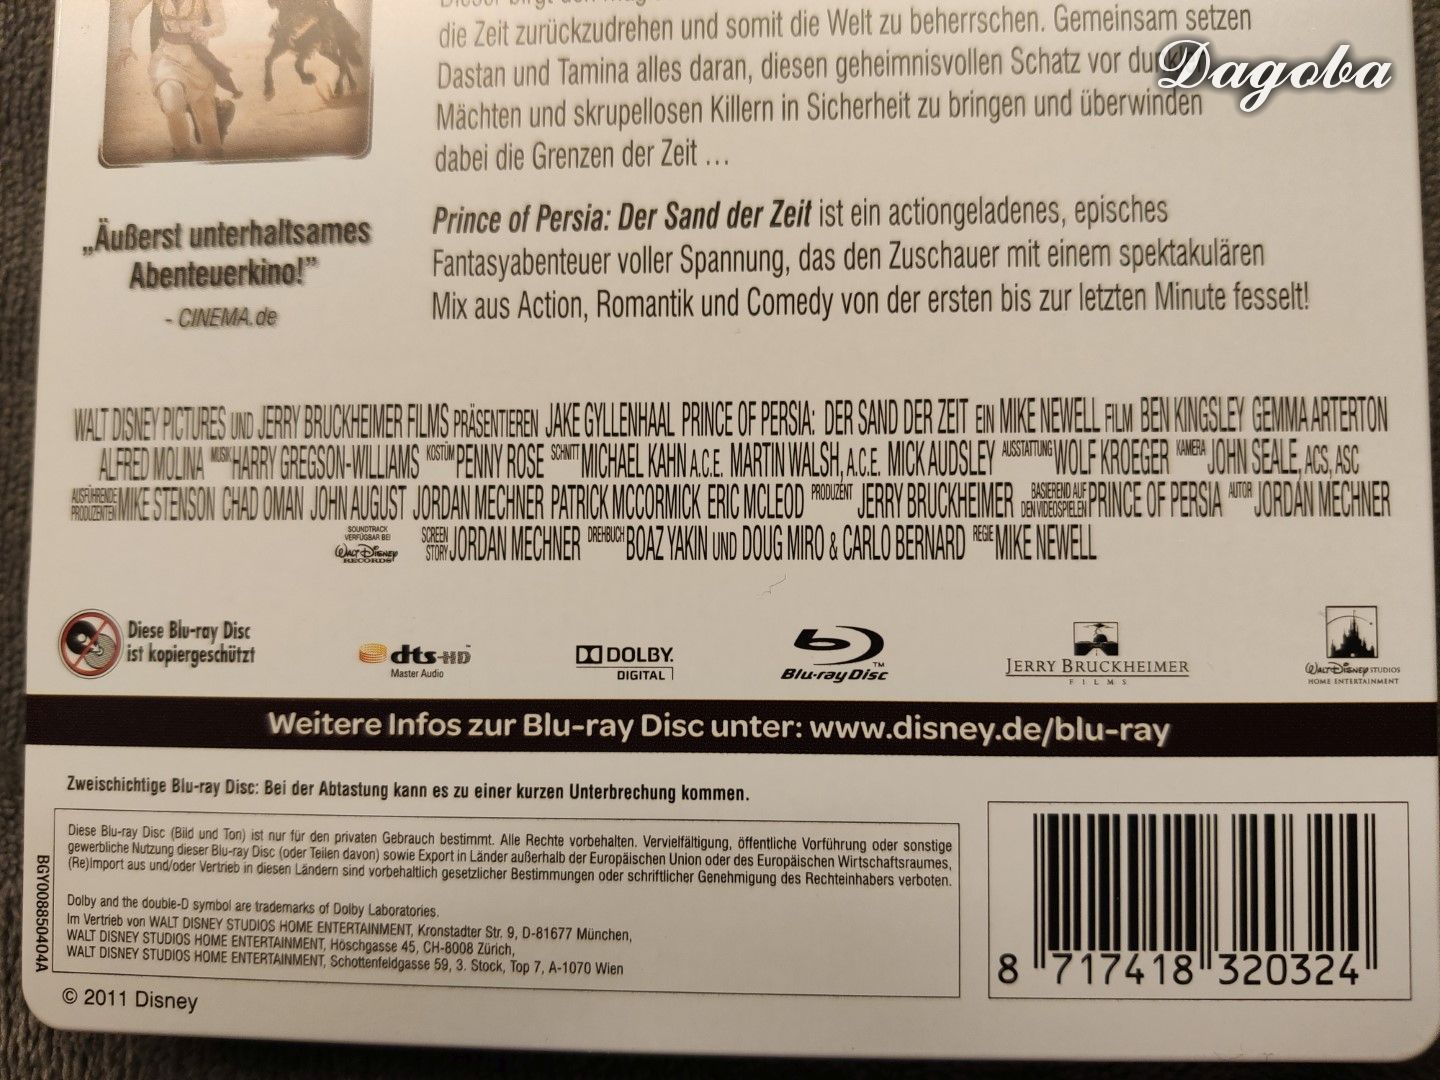 die Zeit zurückzudrehen und somit die Welt zu beherrschen. Gemeinsam setzen
Dastan und Tamina alles daran, diesen geheimnisvollen Schatz vor
Mächten und skrupellosen Killern in Sicherheit zu bringen und überwinden
dabei die Grenzen der Zeit ...
Dagoba
„Äußerst unterhaltsames
Abenteuerkino!”
- CINEMA.de
Prince of Persia: Der Sand der Zeit ist ein actiongeladenes, episches
Fantasyabenteuer voller Spannung, das den Zuschauer mit einem spektakulären
Mix aus Action, Romantik und Comedy von der ersten bis zur letzten Minute fesselt!
WALT DISNEY PICTURES UND JERRY BRUCKHEIMER FILMS PRÄSENTIEREN JAKE GYLLENHAAL PRINCE OF PERSIA: DER SAND DER ZEIT EIN MIKE NEWELL FILM BEN KINGSLEY GEMMA ARTERTON
ALFRED MOLINA MUSIK HARRY GREGSON-WILLIAMS KOSTÜM PENNY ROSE SCHNITT MICHAEL KAHN A.C.E. MARTIN WALSH, A.C.E. MICK AUDSLEY AUSSTATTUNG WOLF KROEGER KAMERA JOHN SEALE, ACS, ASC
AUSFÜHRENDE PRODUZENTEN MIKE STENSON CHAD OMAN JOHN AUGUST JORDAN MECHNER PATRICK MCCORMICK ERIC MCLEOD PRODUZENT JERRY BRUCKHEIMER BASIEREND AUF DEN VIDEOSPIELEN PRINCE OF PERSIA AUTOR JORDAN MECHNER
SOUNDTRACK VERFÜGBAR BEI WALT DISNEY RECORDS SCREEN STORY JORDAN MECHNER DREHBUCH BOAZ YAKIN UND DOUG MIRO & CARLO BERNARD REGIE MIKE NEWELL
Diese Blu-ray Disc
ist kopiergeschützt
dts-HD
Master Audio
DOLBY
DIGITAL
Blu-ray Disc™
JERRY BRUCKHEIMER
FILMS
WALT DISNEY STUDIOS
HOME ENTERTAINMENT
Weitere Infos zur Blu-ray Disc unter: www.disney.de/blu-ray
Zweischichtige Blu-ray Disc: Bei der Abtastung kann es zu einer kurzen Unterbrechung kommen.
Diese Blu-ray Disc (Bild und Ton) ist nur für den privaten Gebrauch bestimmt. Alle Rechte vorbehalten. Vervielfältigung, öffentliche Vorführung oder sonstige
gewerbliche Nutzung dieser Blu-ray Disc (oder Teilen davon) sowie Export in Länder außerhalb der Europäischen Union oder des Europäischen Wirtschaftsraumes,
(Re)Import aus und/oder Vertrieb in diesen Ländern sind vorbehaltlich gesetzlicher Bestimmungen oder schriftlicher Genehmigung des Rechteinhabers verboten.
Dolby and the double-D symbol are trademarks of Dolby Laboratories.
Im Vertrieb von WALT DISNEY STUDIOS HOME ENTERTAINMENT, Kronstadter Str. 9, D-81677 München,
WALT DISNEY STUDIOS HOME ENTERTAINMENT, Höschgasse 45, CH-8008 Zürich,
WALT DISNEY STUDIOS HOME ENTERTAINMENT, Schottenfeldgasse 59, 3. Stock, Top 7, A-1070 Wien
BGY0088504 04A
© 2011 Disney
8 717418 320324